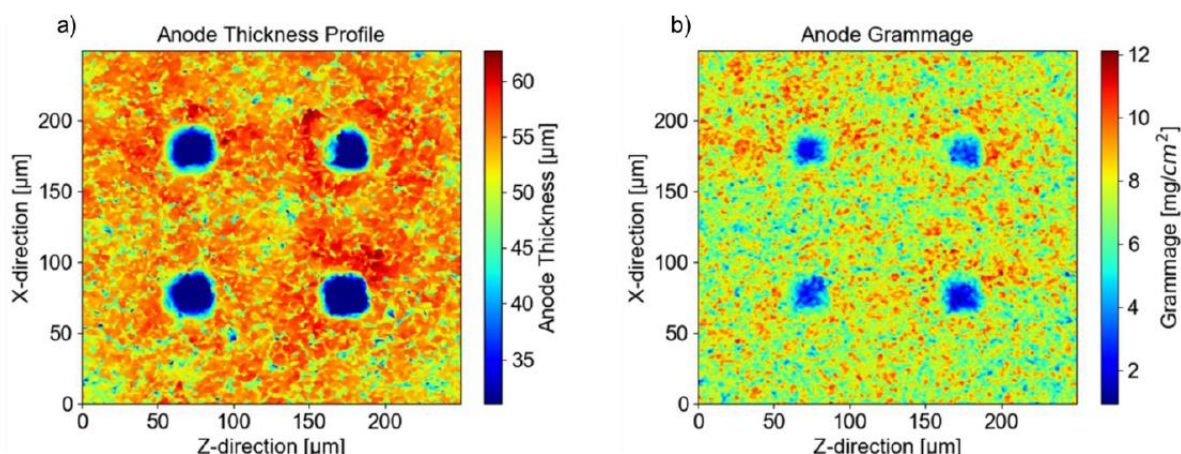 a)
Anode Thickness Profile
X-direction [µm]
200
150
100
50
0
0 50 100 150 200
Z-direction [µm]
60
55
50
45
40
35
Anode Thickness [µm]
b)
Anode Grammage
X-direction [µm]
200
150
100
50
0
0 50 100 150 200
Z-direction [µm]
12
10
8
6
4
2
Grammage [mg/cm²]